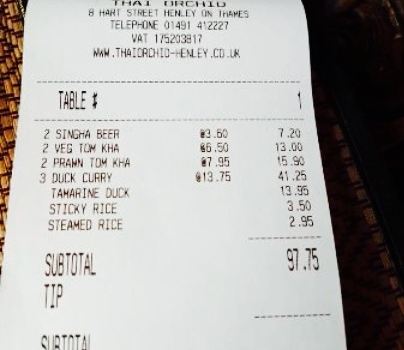 THAI ORCHID
8 HART STREET HENLEY ON THAMES
TELEPHONE 01491 412227
VAT 175203817
WWW.THAIORCHID-HENLEY.CO.UK
TABLE # 1
2 SINGHA BEER @3.60 7.20
2 VEG TOM KHA @6.50 13.00
2 PRAWN TOM KHA @7.95 15.90
3 DUCK CURRY @13.75 41.25
TAMARINE DUCK 13.95
STICKY RICE 3.50
STEAMED RICE 2.95
SUBTOTAL 97.75
TIP
SUBTOTAL